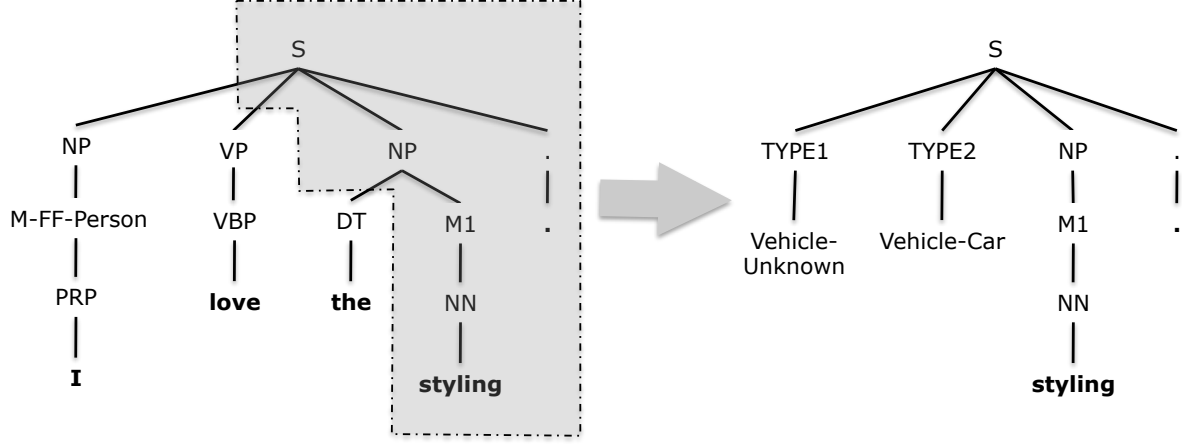 S
NP
VP
NP
.
M-FF-Person
VBP
DT
M1
.
PRP
love
the
NN
I
styling
S
TYPE1
TYPE2
NP
.
Vehicle-
Unknown
Vehicle-Car
M1
.
NN
styling